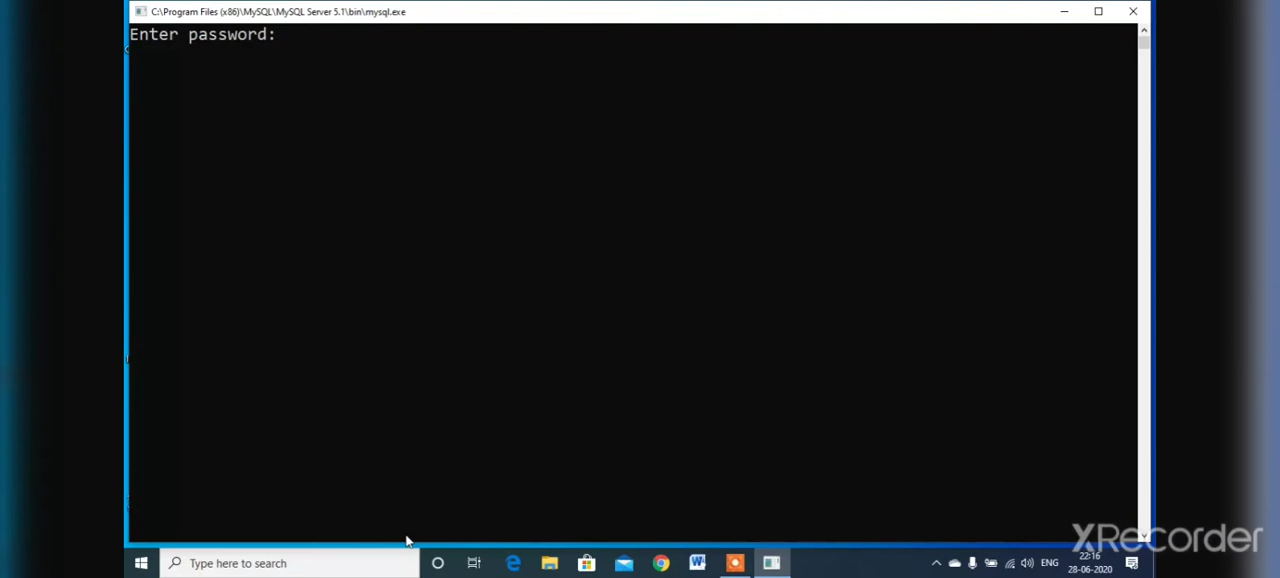 C:\Program Files (x86)\MySQL\MySQL Server 5.1\bin\mysql.exe
Enter password:
XRecorder
Type here to search
ENG
22:16
28-06-2020